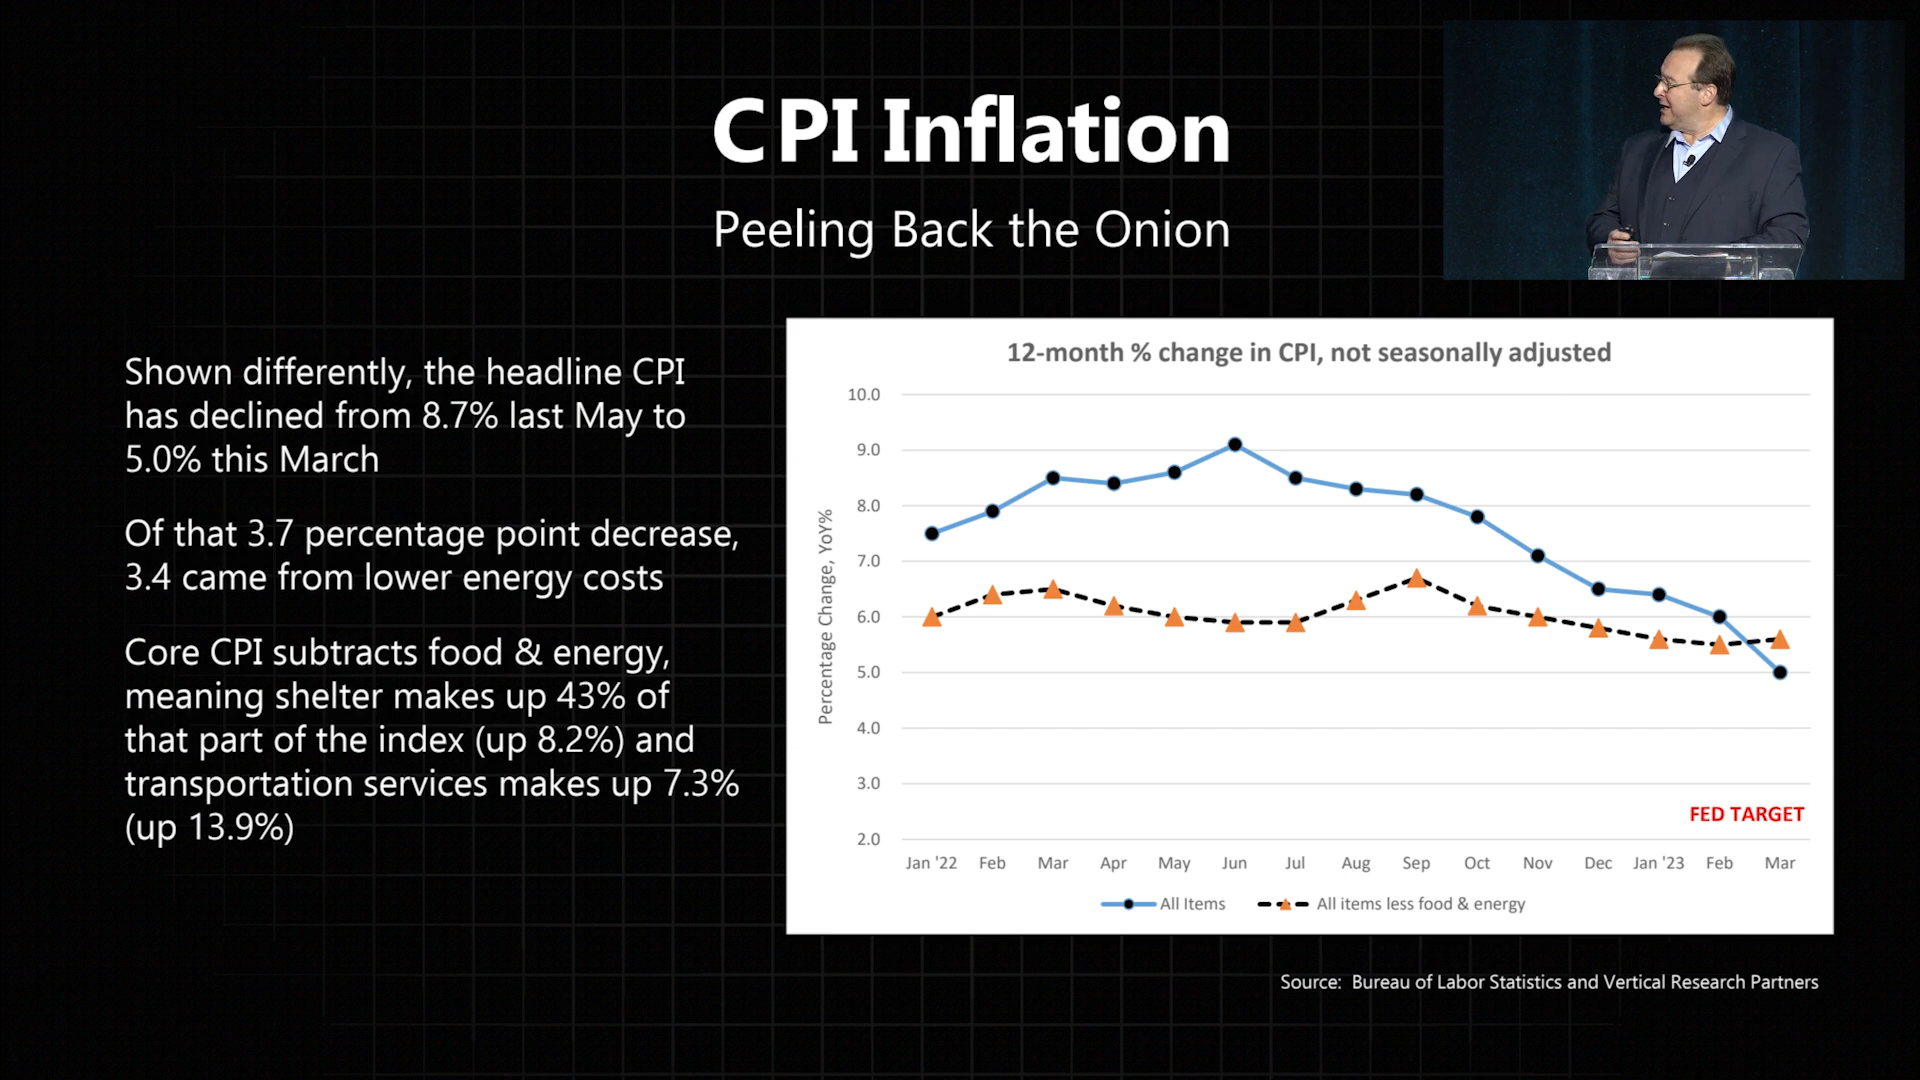 CPI Inflation
Peeling Back the Onion
Shown differently, the headline CPI
has declined from 8.7% last May to
5.0% this March
Of that 3.7 percentage point decrease,
3.4 came from lower energy costs
Core CPI subtracts food & energy,
meaning shelter makes up 43% of
that part of the index (up 8.2%) and
transportation services makes up 7.3%
(up 13.9%)
12-month % change in CPI, not seasonally adjusted
Percentage Change, YoY%
10.0
9.0
8.0
7.0
6.0
5.0
4.0
3.0
2.0
FED TARGET
Jan '22 Feb Mar Apr May Jun Jul Aug Sep Oct Nov Dec Jan '23 Feb Mar
All Items All items less food & energy
Source: Bureau of Labor Statistics and Vertical Research Partners